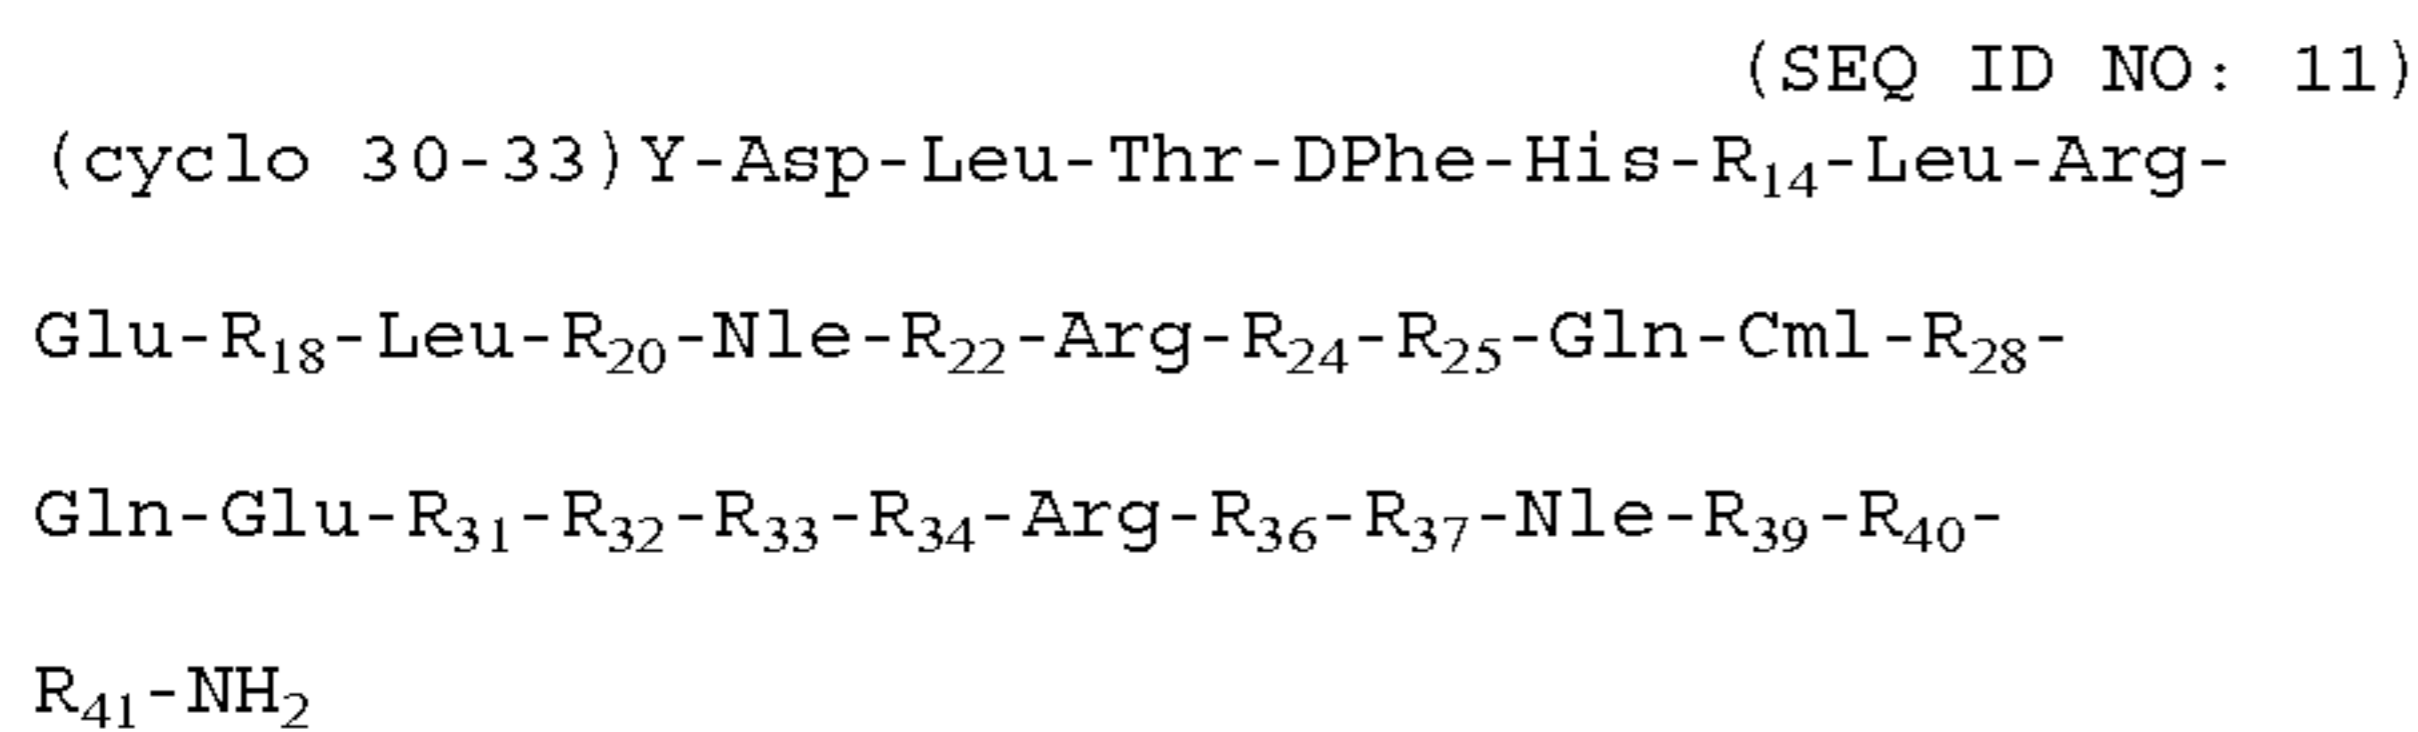 (SEQ ID NO: 11)
(cyclo 30-33)Y-Asp-Leu-Thr-DPhe-His-R₁₄-Leu-Arg-
Glu-R₁₈-Leu-R₂₀-Nle-R₂₂-Arg-R₂₄-R₂₅-Gln-Cml-R₂₈-
Gln-Glu-R₃₁-R₃₂-R₃₃-R₃₄-Arg-R₃₆-R₃₇-Nle-R₃₉-R₄₀-
R₄₁-NH₂